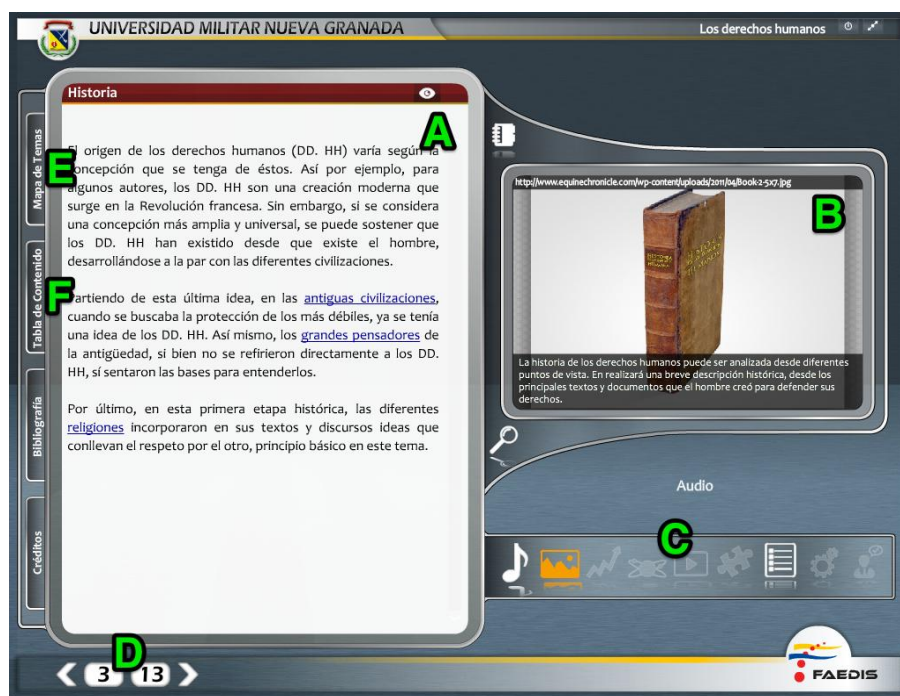 UNIVERSIDAD MILITAR NUEVA GRANADA
Los derechos humanos
Historia
A
El origen de los derechos humanos (DD. HH) varía según la
concepción que se tenga de éstos. Así por ejemplo, para
algunos autores, los DD. HH son una creación moderna que
surge en la Revolución francesa. Sin embargo, si se considera
una concepción más amplia y universal, se puede sostener que
los DD. HH han existido desde que existe el hombre,
desarrollándose a la par con las diferentes civilizaciones.
Partiendo de esta última idea, en las antiguas civilizaciones,
cuando se buscaba la protección de los más débiles, ya se tenía
una idea de los DD. HH. Así mismo, los grandes pensadores de
la antigüedad, si bien no se refirieron directamente a los DD.
HH, sí sentaron las bases para entenderlos.
Por último, en esta primera etapa histórica, las diferentes
religiones incorporaron en sus textos y discursos ideas que
conllevan el respeto por el otro, principio básico en este tema.
Mapa de Temas
E
Tabla de Contenido
F
Bibliografía
Créditos
http://www.equinechronicle.com/wp-content/uploads/2011/04/Book-2-5x7.jpg
B
La historia de los derechos humanos puede ser analizada desde diferentes
puntos de vista. En realizará una breve descripción histórica, desde los
principales textos y documentos que el hombre creó para defender sus
derechos.
Audio
C
D
3 13
FAEDIS